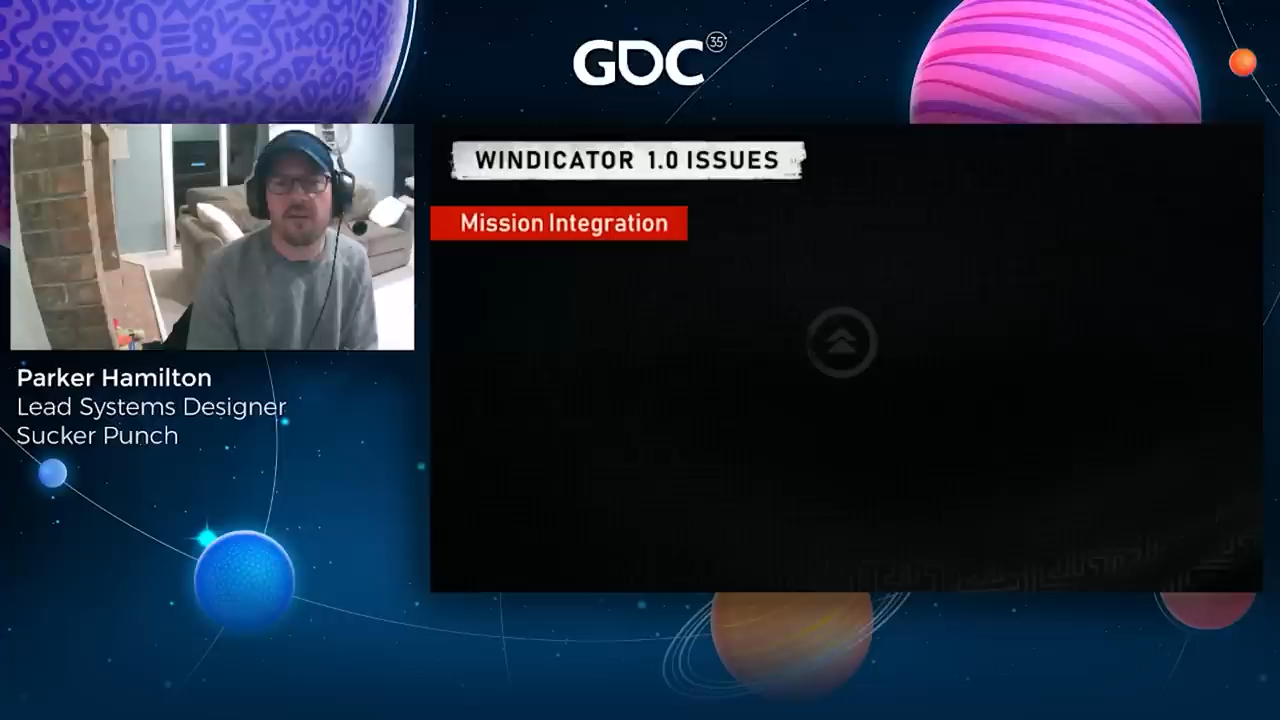 GDC 35
WINDICATOR 1.0 ISSUES
Mission Integration
Parker Hamilton
Lead Systems Designer
Sucker Punch